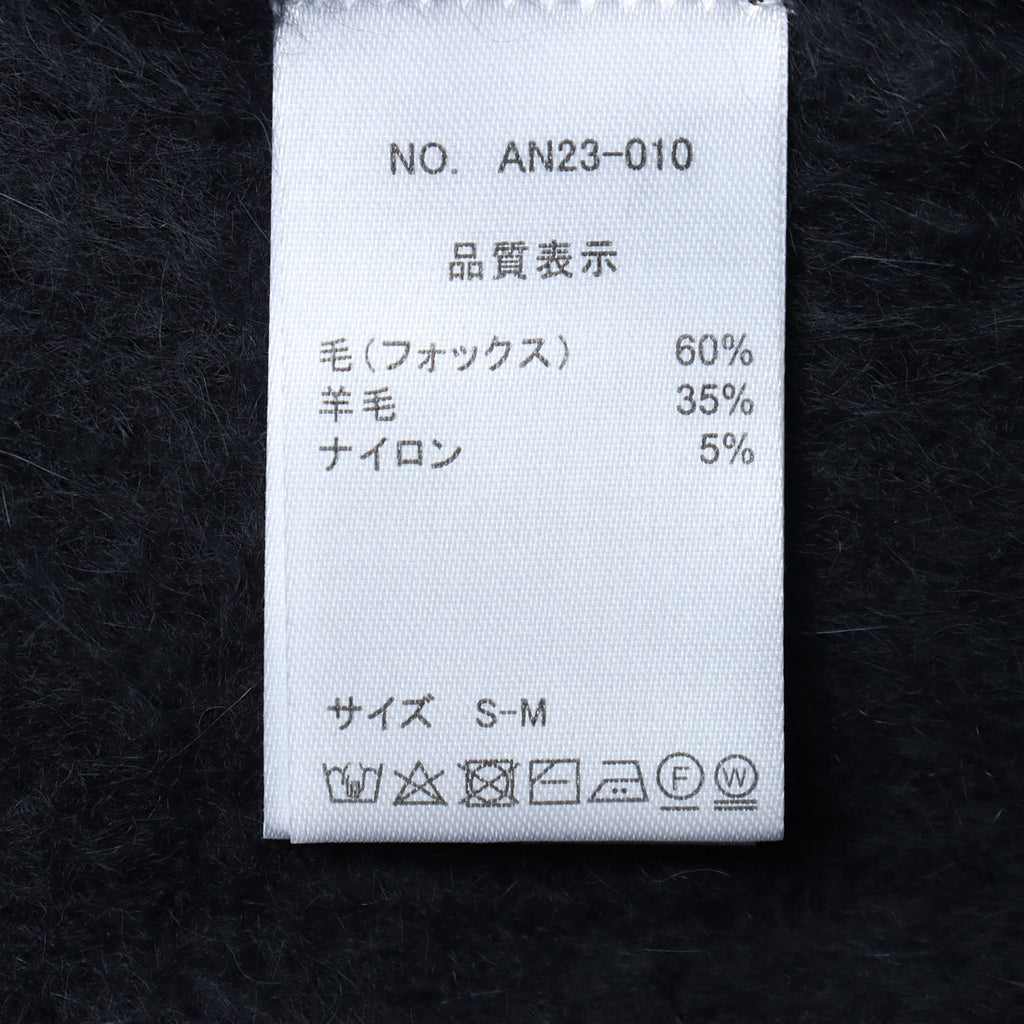 NO. AN23-010
品質表示
毛(フォックス) 60%
羊毛 35%
ナイロン 5%
サイズ S-M
F W